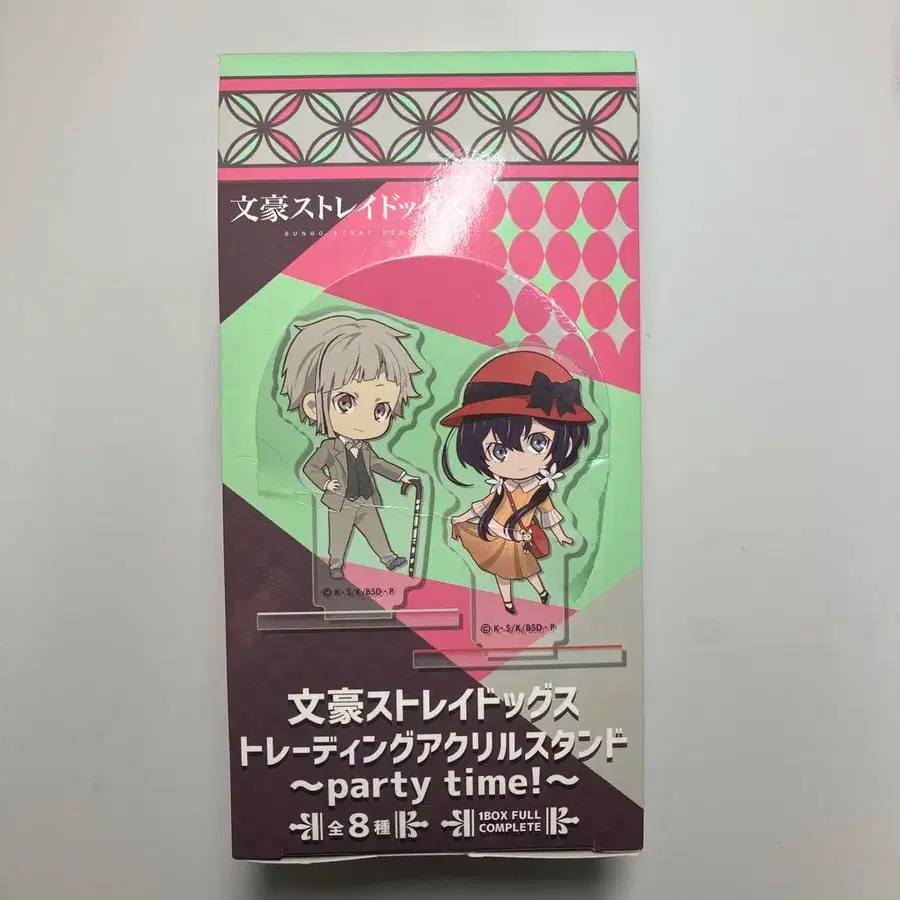 文豪ストレイドッグス
BUNGO STRAY DOGS
© K・S/K/BSD・P
© K・S/K/BSD・P
文豪ストレイドッグス
トレーディングアクリルスタンド
～party time!～
全8種
1BOX FULL
COMPLETE